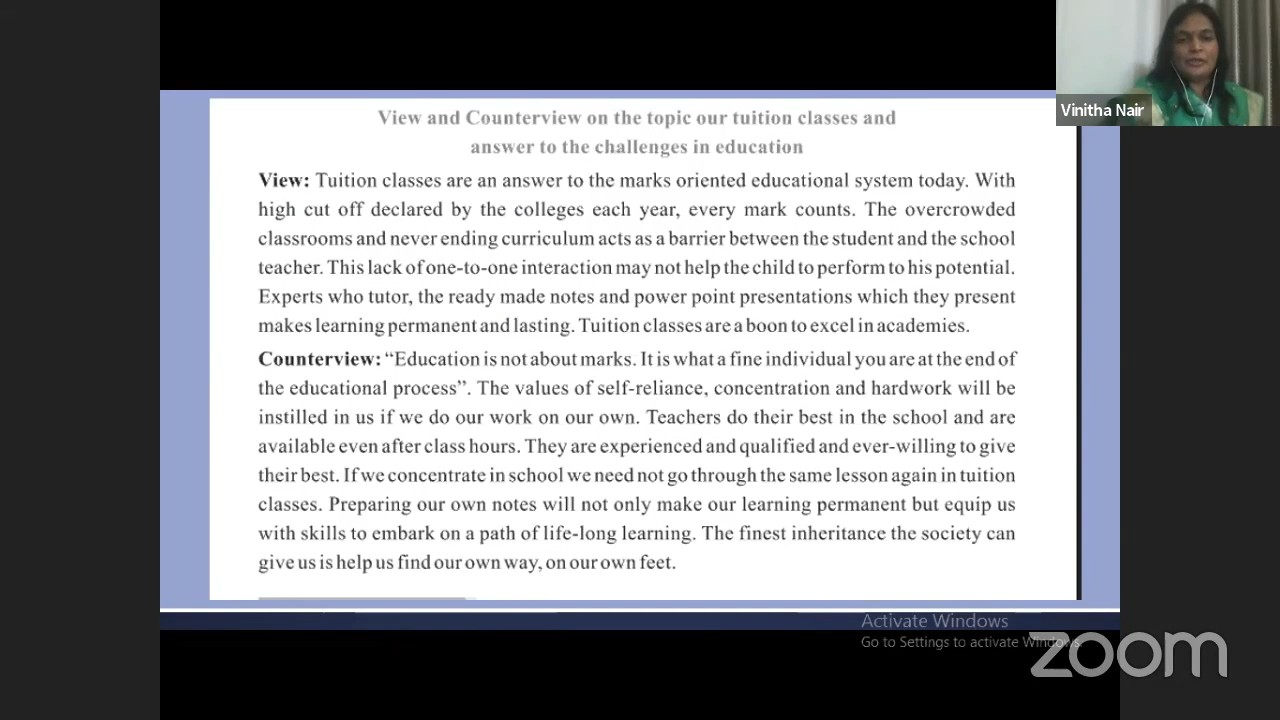 Vinitha Nair
View and Counterview on the topic our tuition classes and
answer to the challenges in education
View: Tuition classes are an answer to the marks oriented educational system today. With
high cut off declared by the colleges each year, every mark counts. The overcrowded
classrooms and never ending curriculum acts as a barrier between the student and the school
teacher. This lack of one-to-one interaction may not help the child to perform to his potential.
Experts who tutor, the ready made notes and power point presentations which they present
makes learning permanent and lasting. Tuition classes are a boon to excel in academies.
Counterview: “Education is not about marks. It is what a fine individual you are at the end of
the educational process”. The values of self-reliance, concentration and hardwork will be
instilled in us if we do our work on our own. Teachers do their best in the school and are
available even after class hours. They are experienced and qualified and ever-willing to give
their best. If we concentrate in school we need not go through the same lesson again in tuition
classes. Preparing our own notes will not only make our learning permanent but equip us
with skills to embark on a path of life-long learning. The finest inheritance the society can
give us is help us find our own way, on our own feet.
Activate Windows
Go to Settings to activate Windows.
zoom